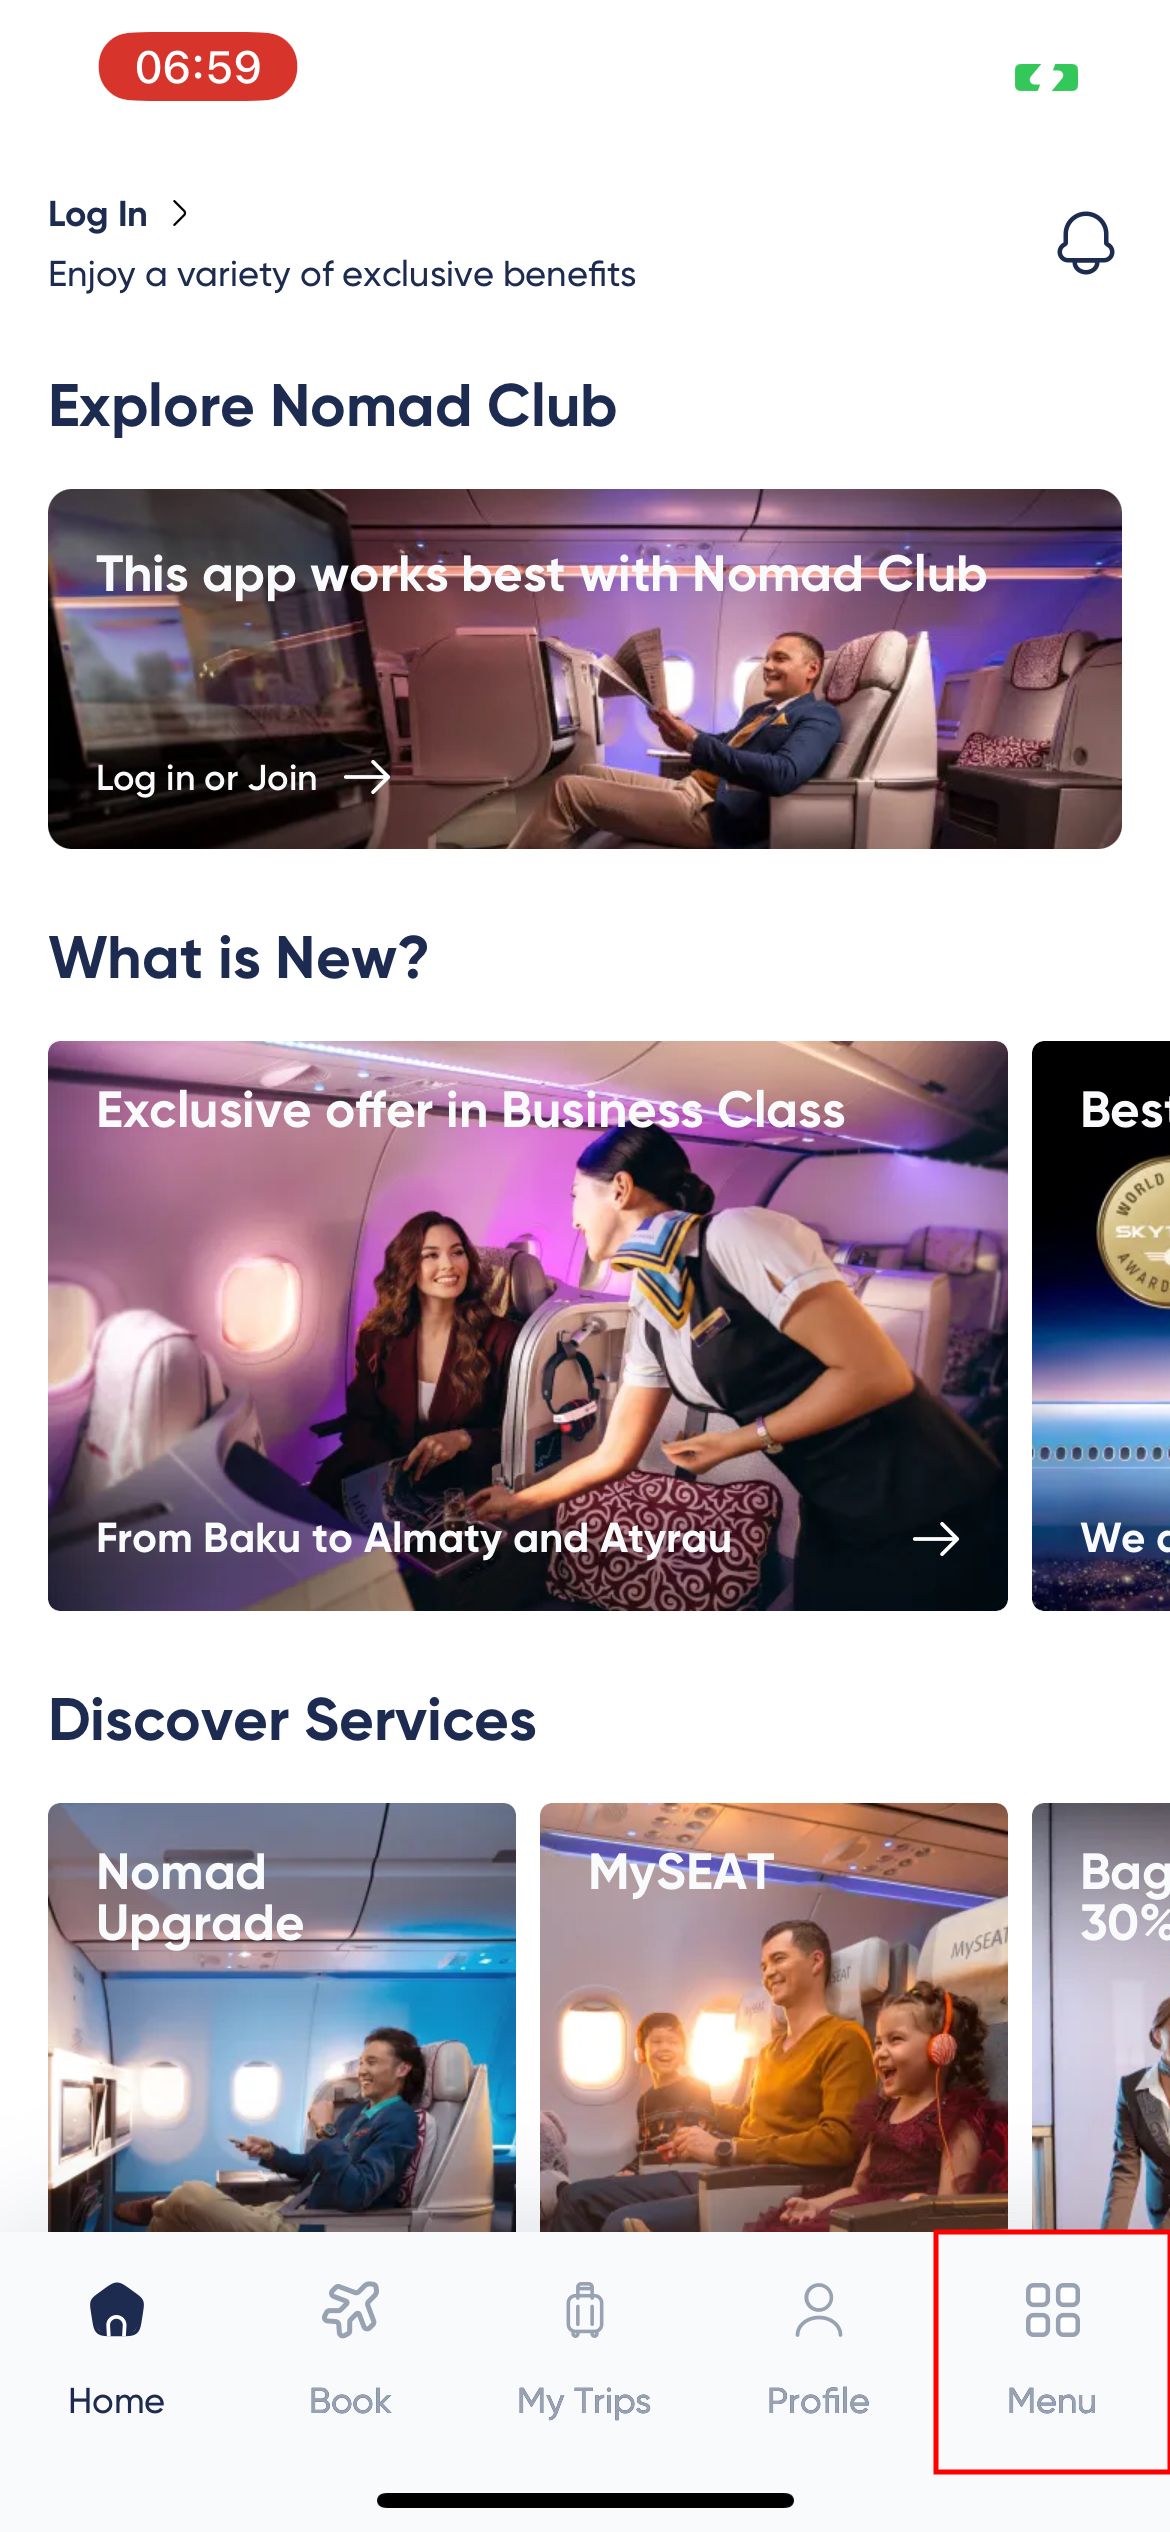 06:59
Log In
Enjoy a variety of exclusive benefits
Explore Nomad Club
This app works best with Nomad Club
Log in or Join
What is New?
Exclusive offer in Business Class
From Baku to Almaty and Atyrau
Best
WORLD
SKYT
AWARD
We
Discover Services
Nomad
Upgrade
MySEAT
MySEAT
Bag
30%
Home
Book
My Trips
Profile
Menu